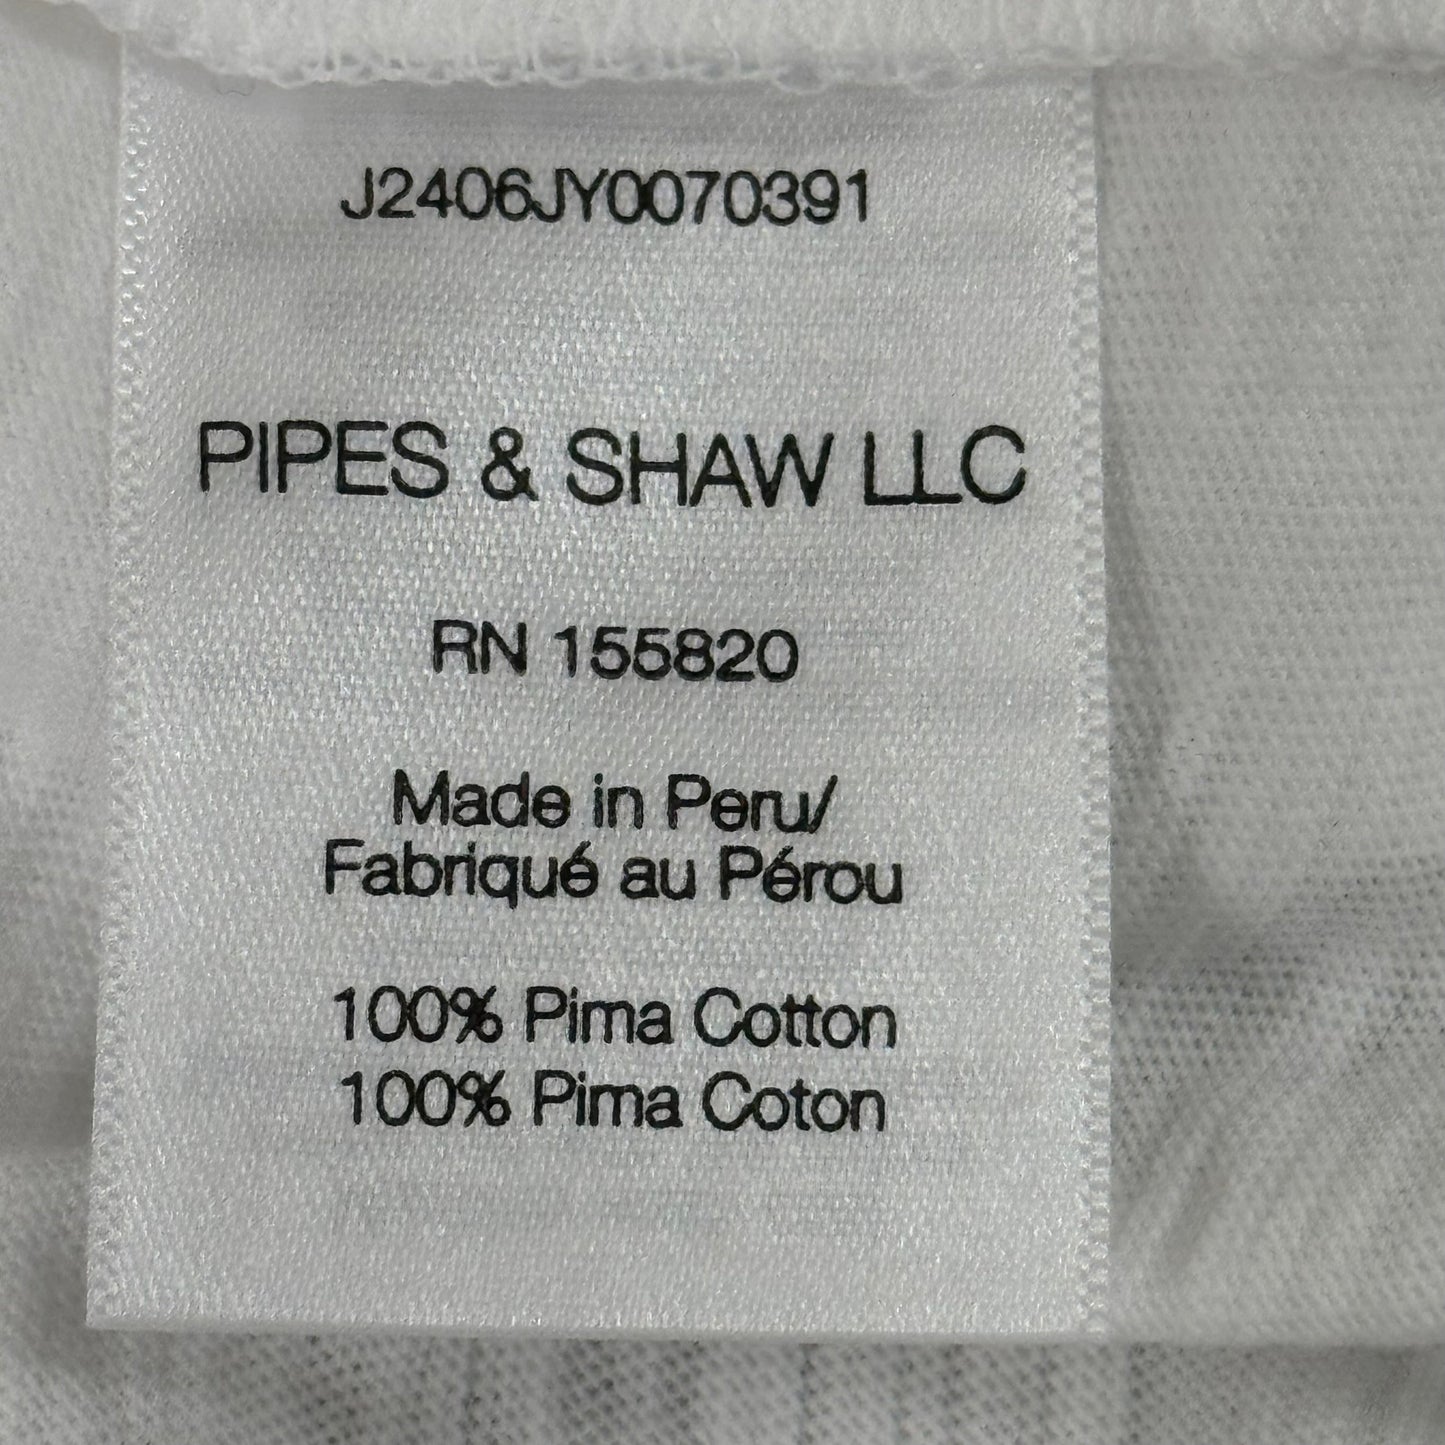 J2406JY0070391
PIPES & SHAW LLC
RN 155820
Made in Peru/
Fabriqué au Pérou
100% Pima Cotton
100% Pima Coton